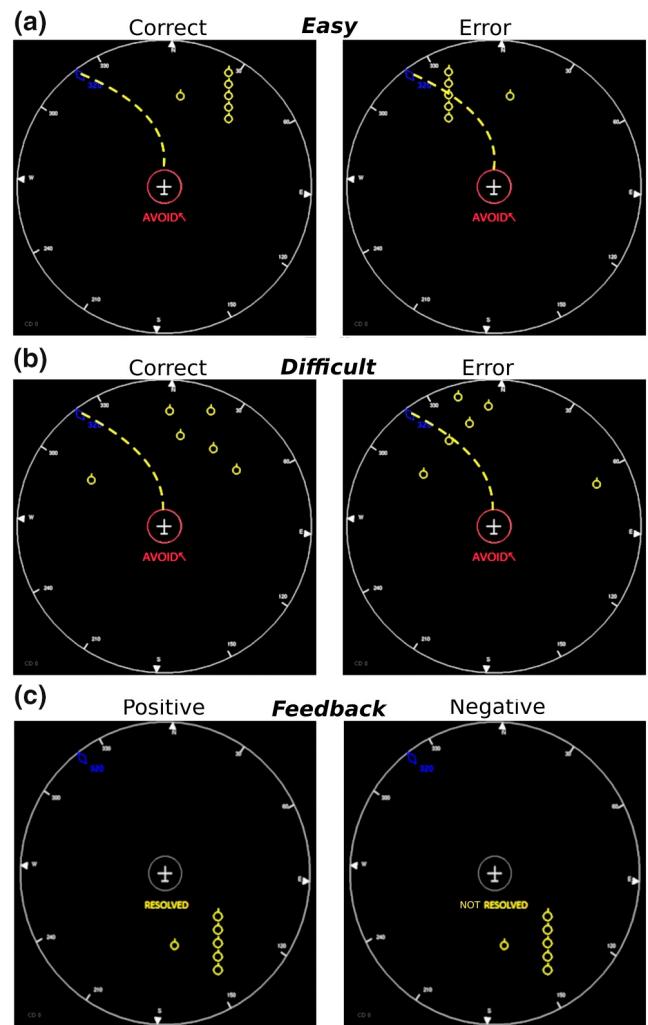 (a)
Correct Easy Error
N N
330 30 330
320 320
300 60 300 60
W E W E
AVOID↖ AVOID↖
240 120 240 120
210 150 210 150
S S
CD 0 CD 0
(b)
Correct Difficult Error
N N
330 30 330 30
320 320
300 60 300 60
W E W E
AVOID↖ AVOID↖
240 120 240 120
210 150 210 150
S S
CD 0 CD 0
(c)
Positive Feedback Negative
N N
330 30 330 30
320 320
300 60 300 60
W E W E
RESOLVED NOT RESOLVED
240 120 240 120
210 150 210 150
S S
CD 0 CD 0